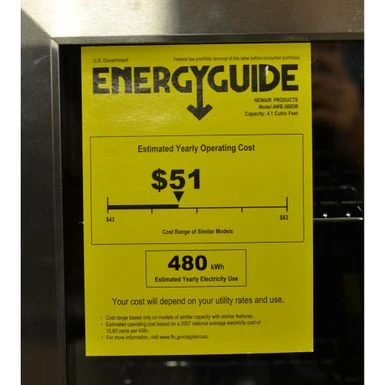 U.S. Government Federal law prohibits removal of this label before consumer purchase.
ENERGYGUIDE
NEWAIR PRODUCTS
Model AWB-360DB
Capacity: 4.1 Cubic Feet
Estimated Yearly Operating Cost
$51
$43 $63
Cost Range of Similar Models
480 kWh
Estimated Yearly Electricity Use
Your cost will depend on your utility rates and use.
• Cost range based only on models of similar capacity with similar features.
• Estimated operating cost based on a 2007 national average electricity cost of
10.65 cents per kWh.
• For more information, visit www.ftc.gov/appliances.